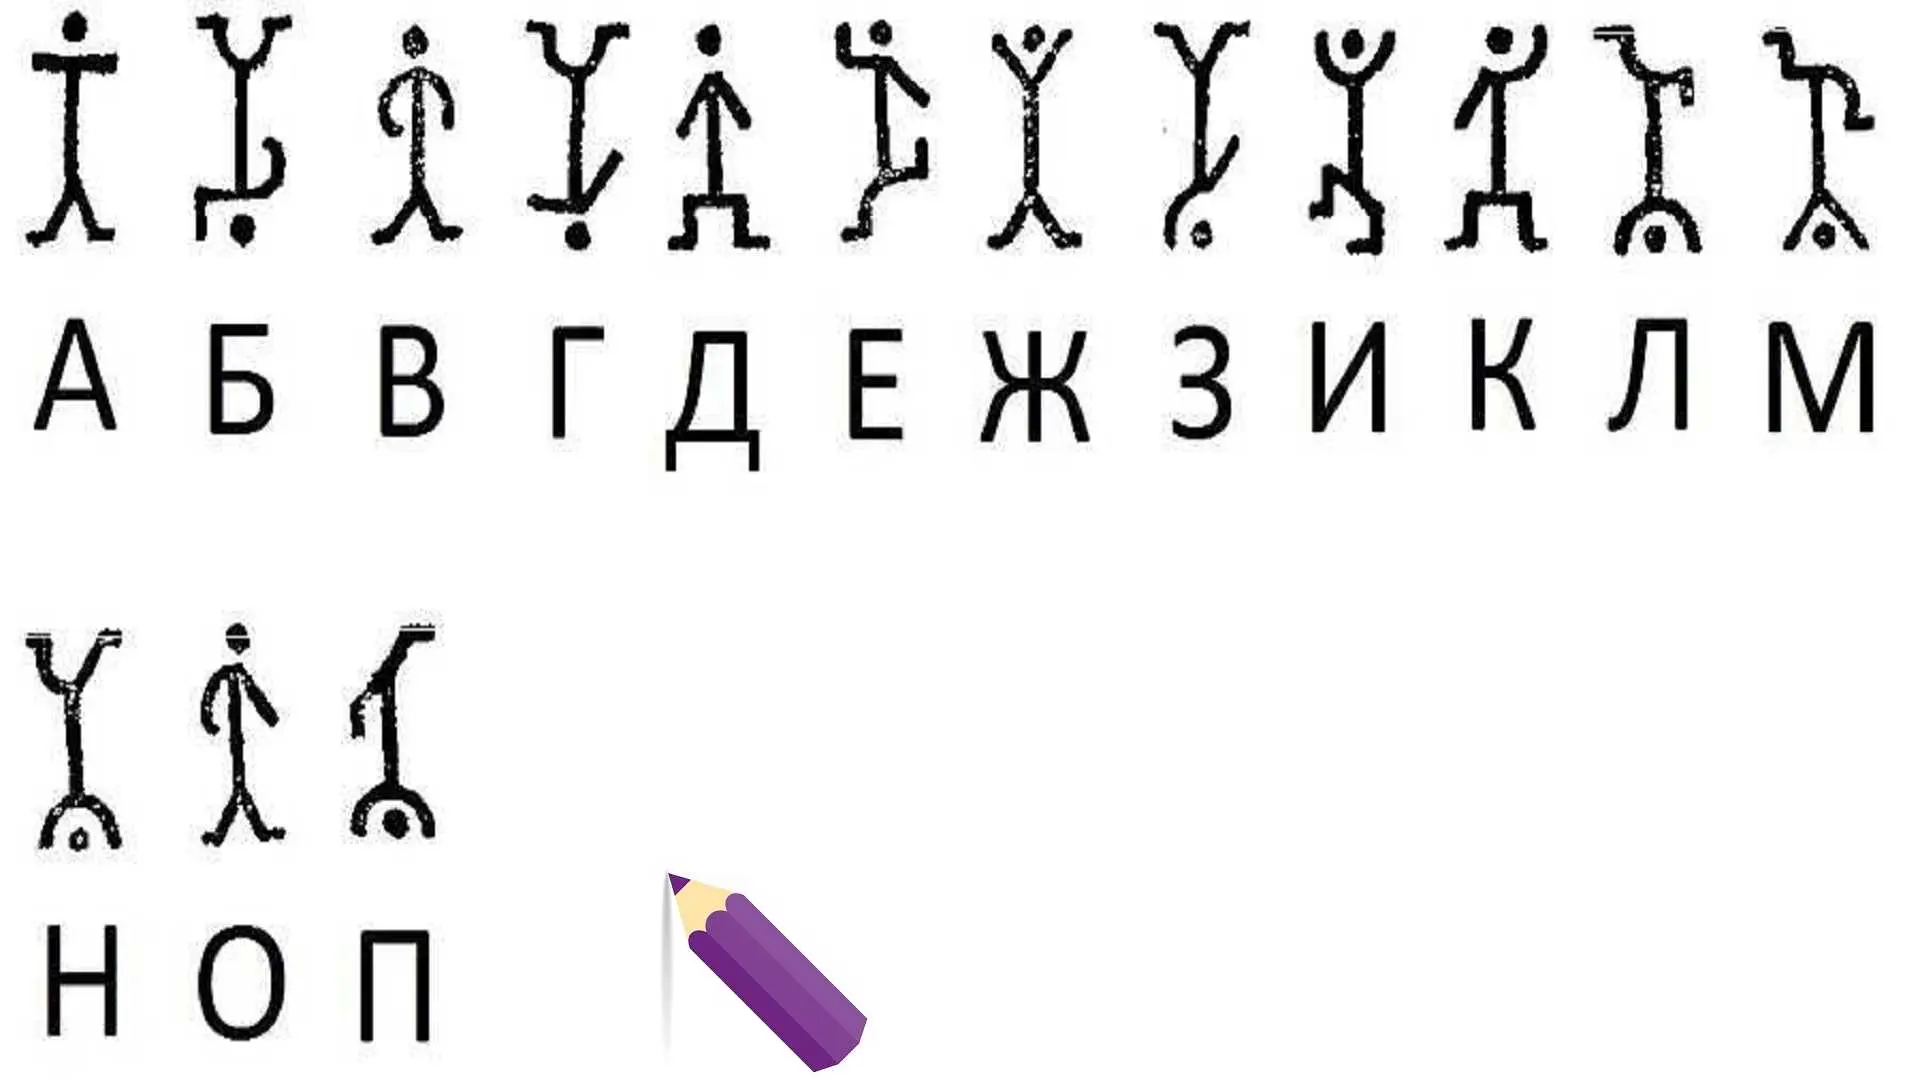 А Б В Г Д Е Ж З И К Л М
Н О П